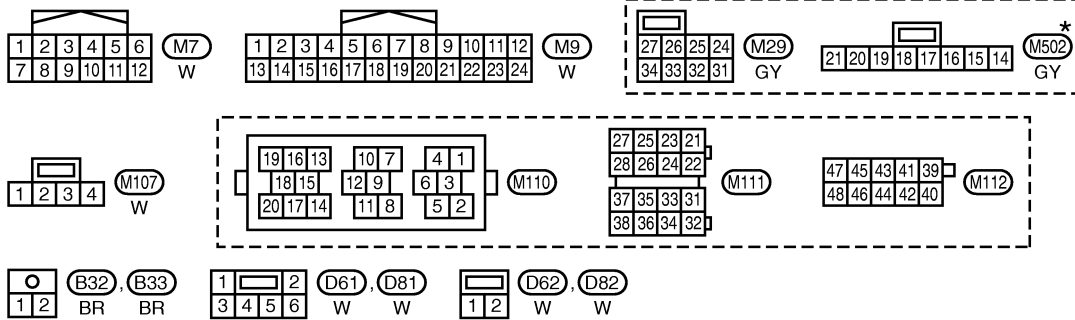 1 2 3 4 5 6
7 8 9 10 11 12
M7
W
1 2 3 4 5 6 7 8 9 10 11 12
13 14 15 16 17 18 19 20 21 22 23 24
M9
W
27 26 25 24
34 33 32 31
M29
GY
21 20 19 18 17 16 15 14
*
M502
GY
1 2 3 4
M107
W
19 16 13 10 7 4 1
18 15 12 9 6 3
20 17 14 11 8 5 2
M110
27 25 23 21
28 26 24 22
37 35 33 31
38 36 34 32
M111
47 45 43 41 39
48 46 44 42 40
M112
1 2
B32 , B33
BR BR
1 2
3 4 5 6
D61 , D81
W W
1 2
D62 , D82
W W